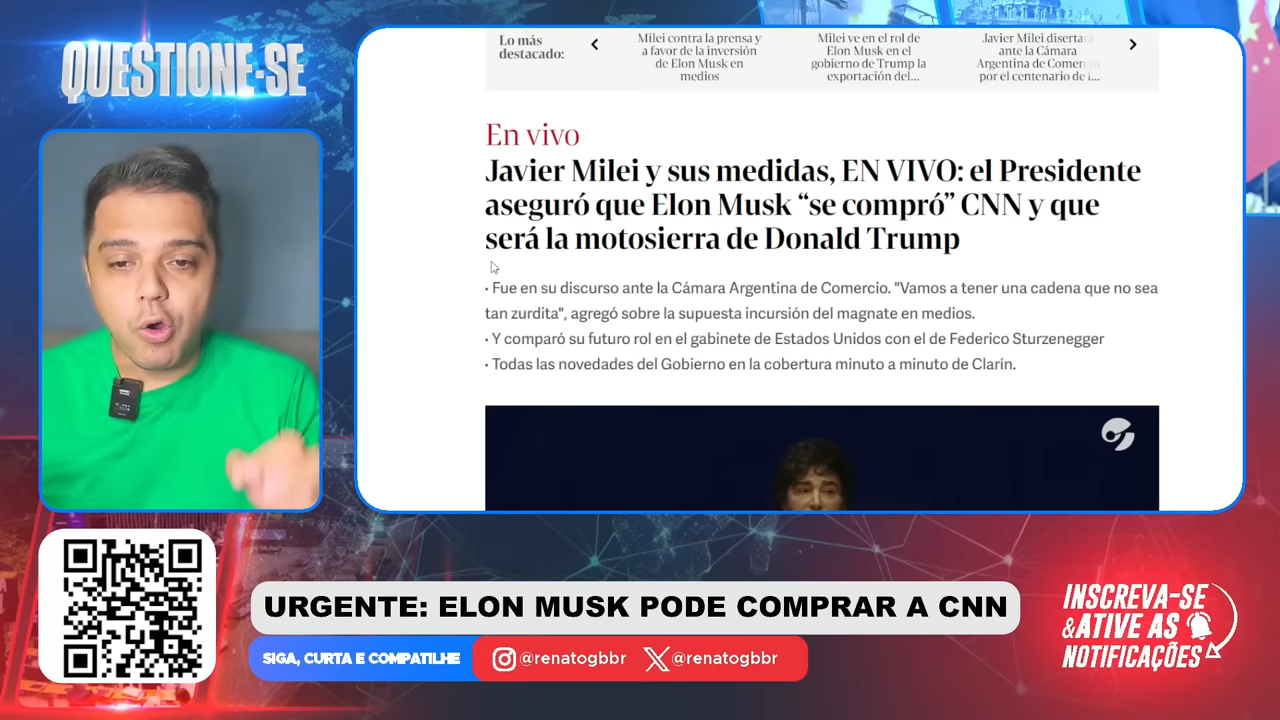 QUESTIONE-SE
Lo más
destacado:
Milei contra la prensa y
a favor de la inversión
de Elon Musk en
medios
Milei ve en el rol de
Elon Musk en el
gobierno de Trump la
exportación del...
Javier Milei disertará
ante la Cámara
Argentina de Comercio
por el centenario de l...
En vivo
Javier Milei y sus medidas, EN VIVO: el Presidente
aseguró que Elon Musk “se compró” CNN y que
será la motosierra de Donald Trump
· Fue en su discurso ante la Cámara Argentina de Comercio. "Vamos a tener una cadena que no sea
tan zurdita", agregó sobre la supuesta incursión del magnate en medios.
· Y comparó su futuro rol en el gabinete de Estados Unidos con el de Federico Sturzenegger
· Todas las novedades del Gobierno en la cobertura minuto a minuto de Clarín.
URGENTE: ELON MUSK PODE COMPRAR A CNN
SIGA, CURTA E COMPATILHE
@renatogbbr
@renatogbbr
INSCREVA-SE
&ATIVE AS
NOTIFICAÇÕES